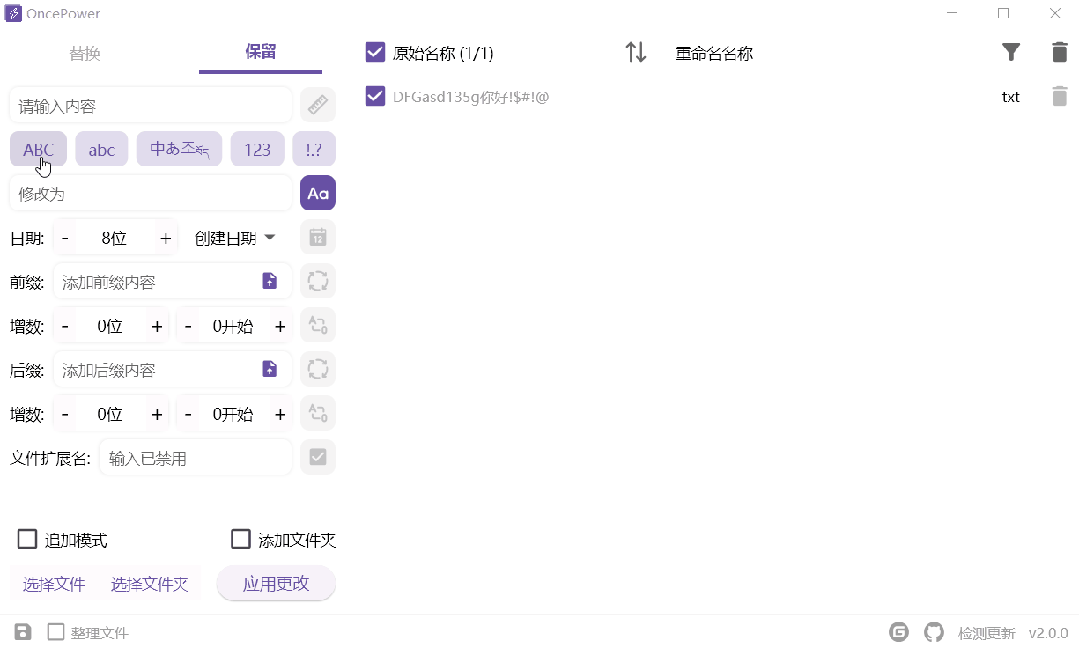 OncePower
替换 保留
原始名称 (1/1) 重命名名称
请输入内容
DFGasd135g你好!$#!@ txt
ABC abc 中あ조 123 !.?
修改为 Aa
日期: - 8位 + 创建日期 12
前缀: 添加前缀内容
增数: - 0位 + - 0开始 +
后缀: 添加后缀内容
增数: - 0位 + - 0开始 +
文件扩展名: 输入已禁用
追加模式 添加文件夹
选择文件 选择文件夹 应用更改
整理文件 检测更新 v2.0.0